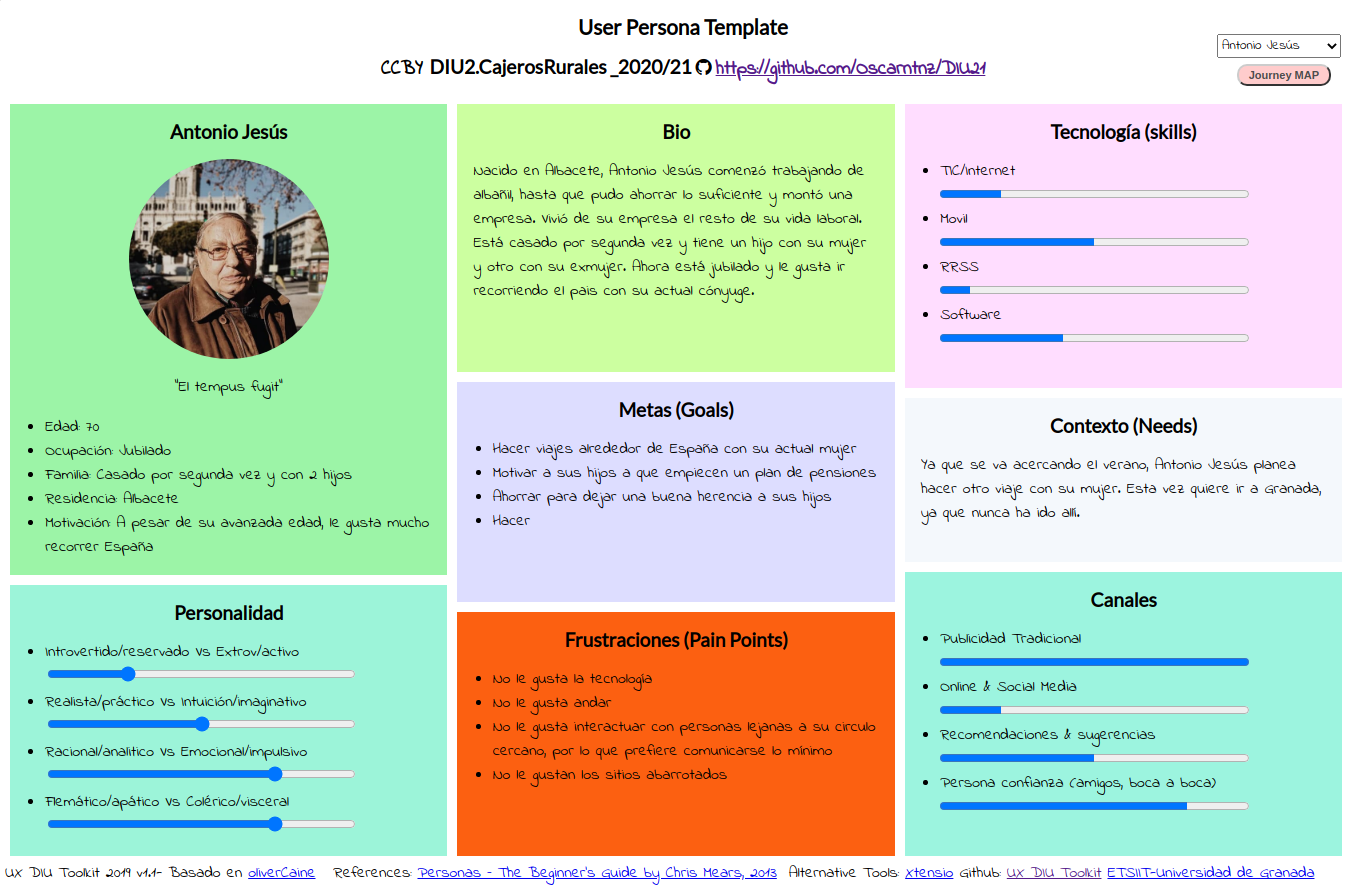 User Persona Template
CCBY DIU2.CajerosRurales _2020/21 https://github.com/Oscarntnz/DIU21
Antonio Jesús
Journey MAP
Antonio Jesús
"El tempus fugit"
Edad: 70
Ocupación: Jubilado
Familia: Casado por segunda vez y con 2 hijos
Residencia: Albacete
Motivación: A pesar de su avanzada edad, le gusta mucho
recorrer España
Personalidad
Introvertido/reservado Vs Extrov/activo
Realista/práctico Vs Intuición/imaginativo
Racional/analitico Vs Emocional/impulsivo
Flemático/apático Vs Colérico/visceral
Bio
Nacido en Albacete, Antonio Jesús comenzó trabajando de
albañil, hasta que pudo ahorrar lo suficiente y montó una
empresa. Vivió de su empresa el resto de su vida laboral.
Está casado por segunda vez y tiene un hijo con su mujer
y otro con su exmujer. Ahora está jubilado y le gusta ir
recorriendo el pais con su actual cónyuge.
Metas (Goals)
Hacer viajes alrededor de España con su actual mujer
Motivar a sus hijos a que empiecen un plan de pensiones
Ahorrar para dejar una buena herencia a sus hijos
Hacer
Frustraciones (Pain Points)
No le gusta la tecnología
No le gusta andar
No le gusta interactuar con personas lejanas a su circulo
cercano, por lo que prefiere comunicarse lo mínimo
No le gustan los sitios abarrotados
Tecnología (skills)
TIC/Internet
Movil
RRSS
Software
Contexto (Needs)
Ya que se va acercando el verano, Antonio Jesús planea
hacer otro viaje con su mujer. Esta vez quiere ir a Granada,
ya que nunca ha ido allí.
Canales
Publicidad Tradicional
Online & Social Media
Recomendaciones & sugerencias
Persona confianza (amigos, boca a boca)
UX DIU Toolkit 2019 v1.1- Basado en oliverCaine References: Personas - The Beginner's Guide by Chris Mears, 2013 Alternative Tools: Xtensio Github: UX DIU Toolkit ETSIIT-Universidad de Granada